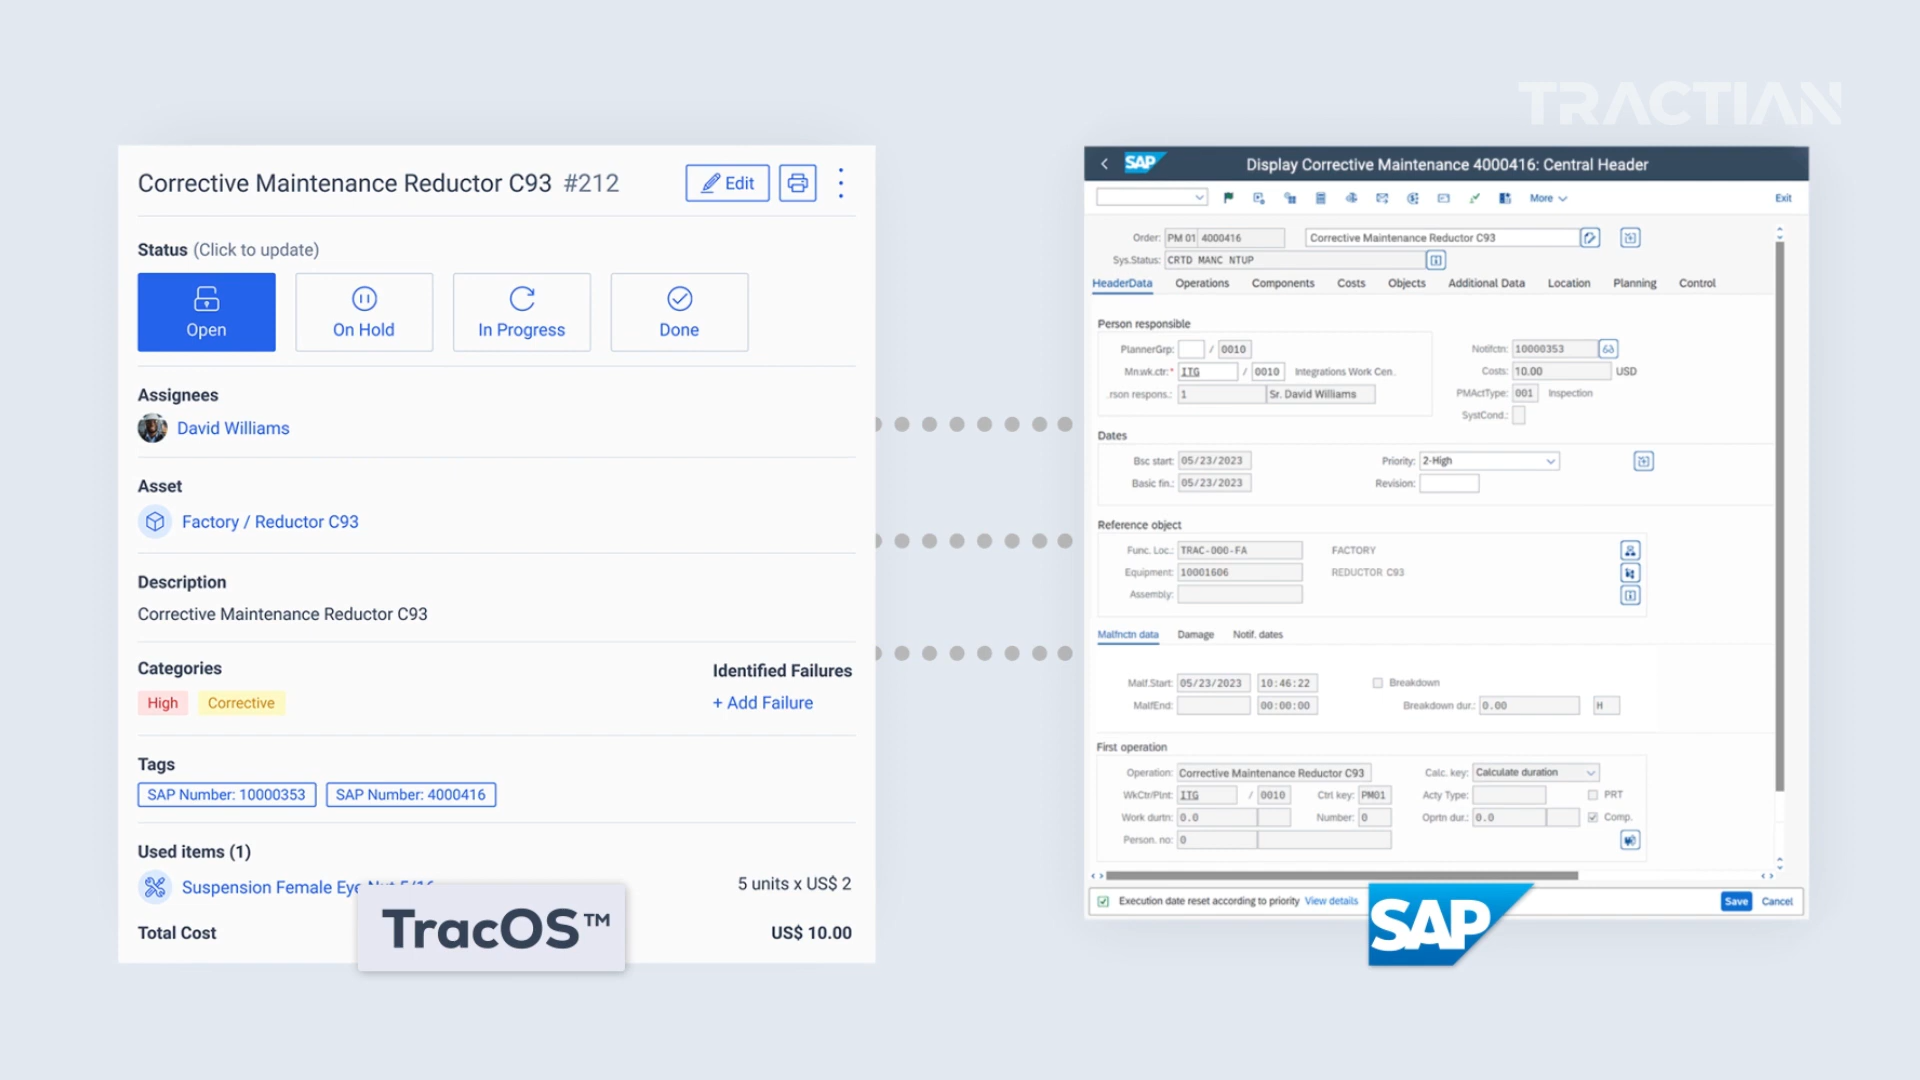 TRACTIAN
Corrective Maintenance Reductor C93 #212
Edit
Status (Click to update)
Open
On Hold
In Progress
Done
Assignees
David Williams
Asset
Factory / Reductor C93
Description
Corrective Maintenance Reductor C93
Categories
Identified Failures
High
Corrective
+ Add Failure
Tags
SAP Number: 10000353
SAP Number: 4000416
Used items (1)
Suspension Female Eye
5 units x US$ 2
Total Cost
US$ 10.00
TracOS™
SAP
Display Corrective Maintenance 4000416: Central Header
More
Exit
Order: PM 01 4000416 Corrective Maintenance Reductor C93
Sys.Status: CRTD MANC NTUP
HeaderData Operations Components Costs Objects Additional Data Location Planning Control
Person responsible
PlannerGrp: / 0010
Notifctn: 10000353
Mn.wk.ctr:* ITG / 0010 Integrations Work Cen.
Costs: 10.00 USD
.rson respons.: 1 Sr. David Williams
PMActType: 001 Inspection
SystCond.:
Dates
Bsc start: 05/23/2023
Priority: 2-High
Basic fin.: 05/23/2023
Revision:
Reference object
Func. Loc.: TRAC-000-FA FACTORY
Equipment: 10001606 REDUCTOR C93
Assembly:
Malfnctn data Damage Notif. dates
Malf.Start: 05/23/2023 10:46:22
Breakdown
MalfEnd: 00:00:00
Breakdown dur.: 0.00 H
First operation
Operation: Corrective Maintenance Reductor C93
Calc. key: Calculate duration
WkCtr/Plnt: ITG / 0010 Ctrl key: PM01
Acty Type: PRT
Work durtn: 0.0 Number: 0
Oprtn dur.: 0.0 Comp.
Person. no: 0
Execution date reset according to priority View details
Save
Cancel
SAP